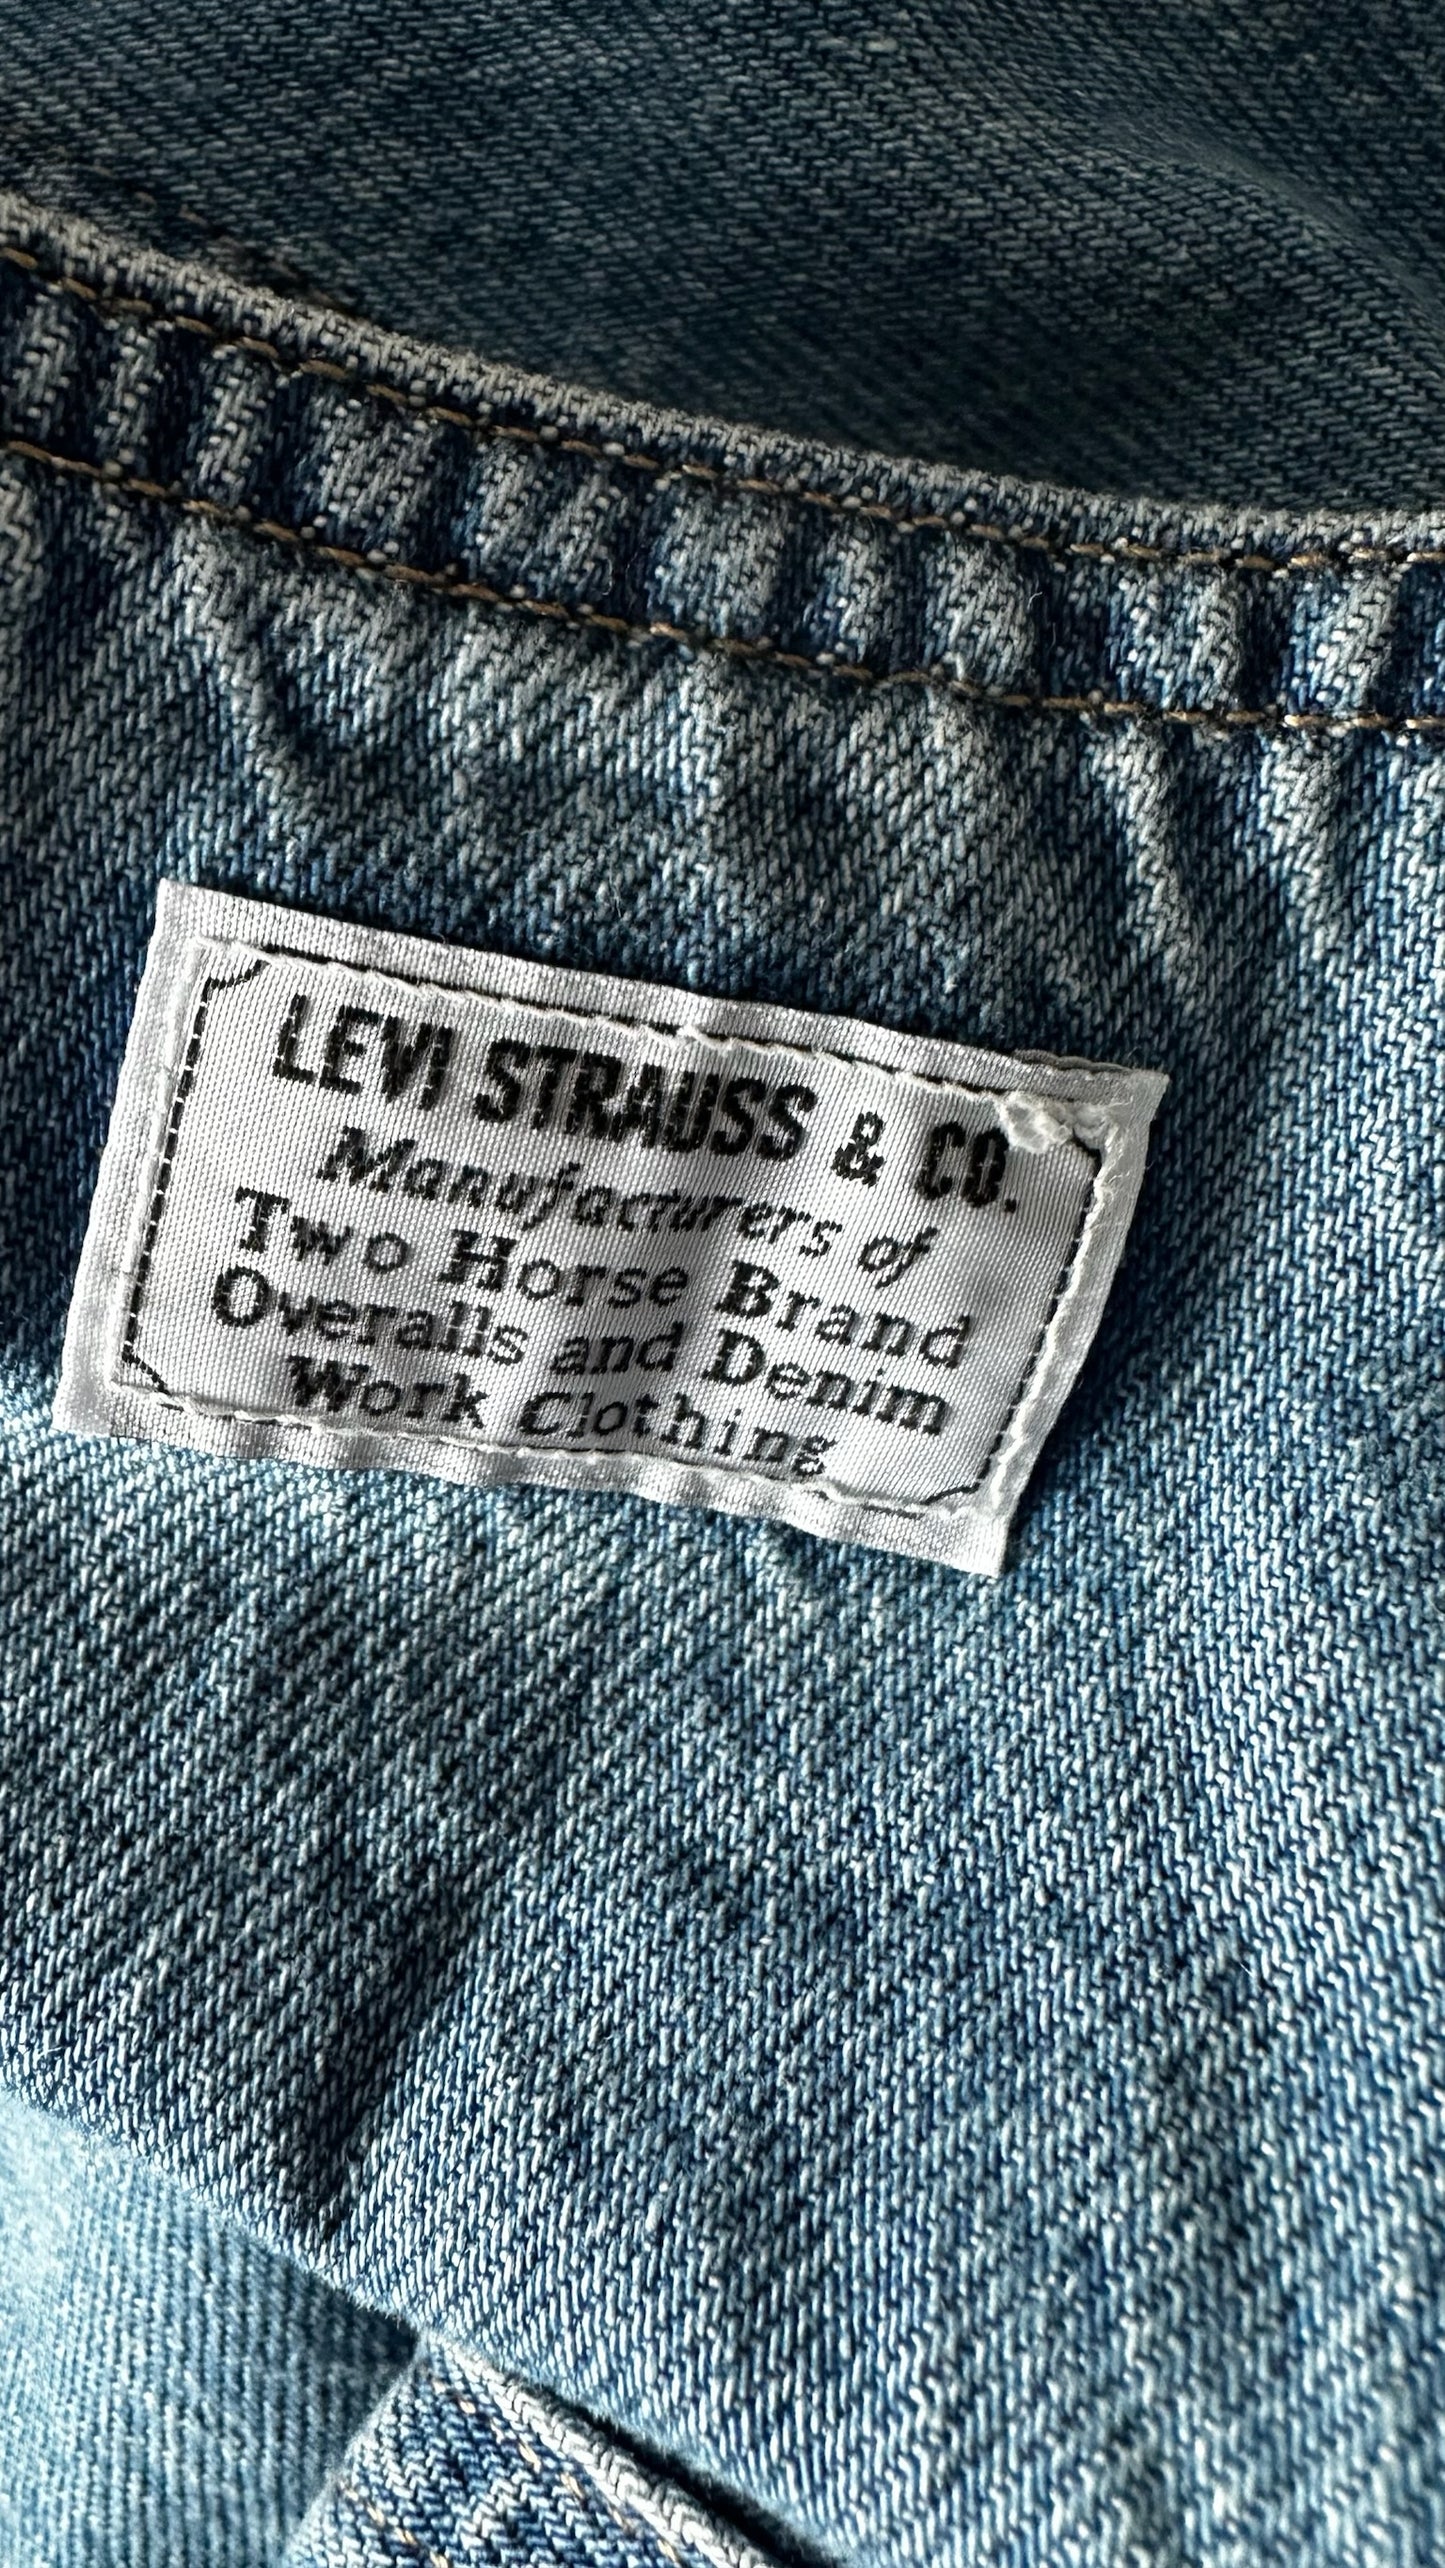 LEVI STRAUSS & CO.
Manufacturers of
Two Horse Brand
Overalls and Denim
Work Clothing